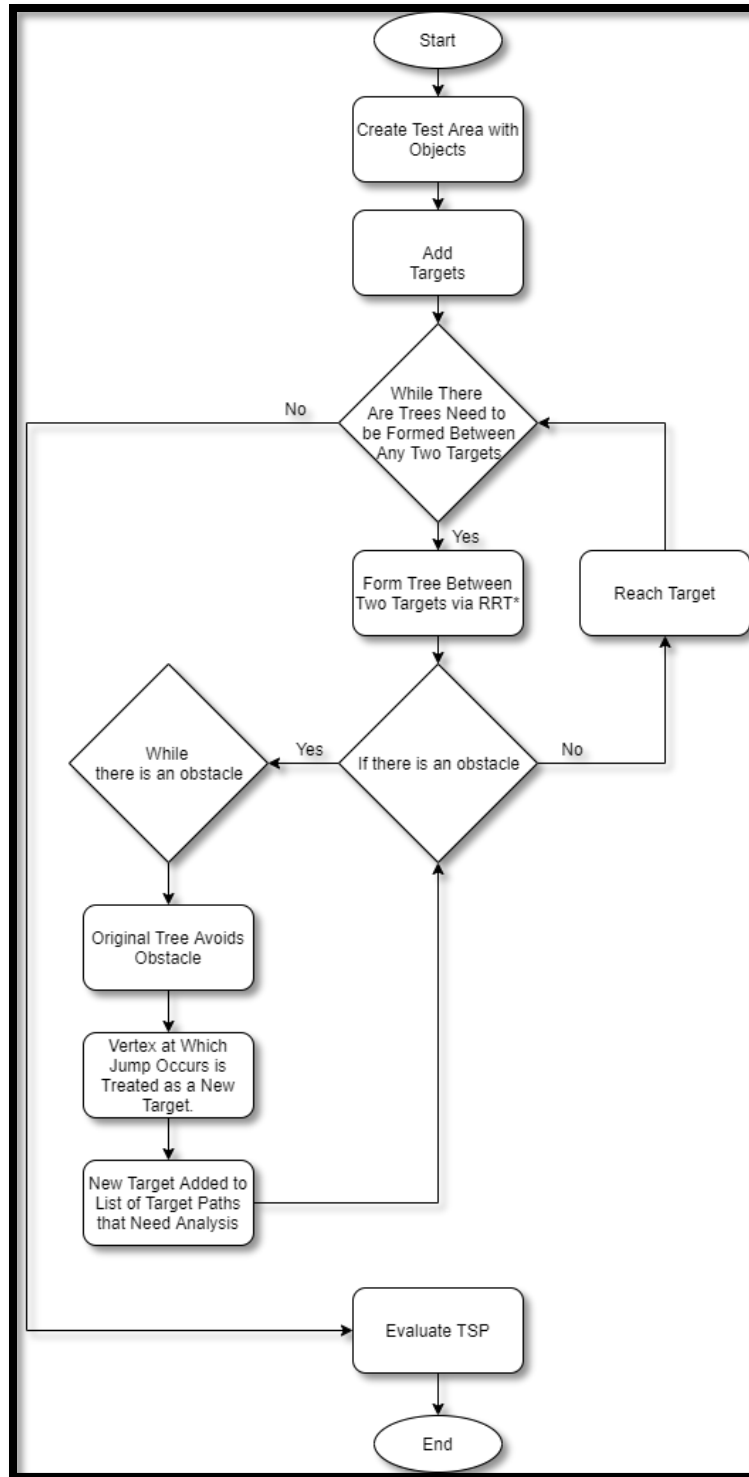 Start
Create Test Area with
Objects
Add
Targets
While There
Are Trees Need to
be Formed Between
Any Two Targets
No
Yes
Form Tree Between
Two Targets via RRT*
Reach Target
While
there is an obstacle
Yes
If there is an obstacle
No
Original Tree Avoids
Obstacle
Vertex at Which
Jump Occurs is
Treated as a New
Target.
New Target Added to
List of Target Paths
that Need Analysis
Evaluate TSP
End